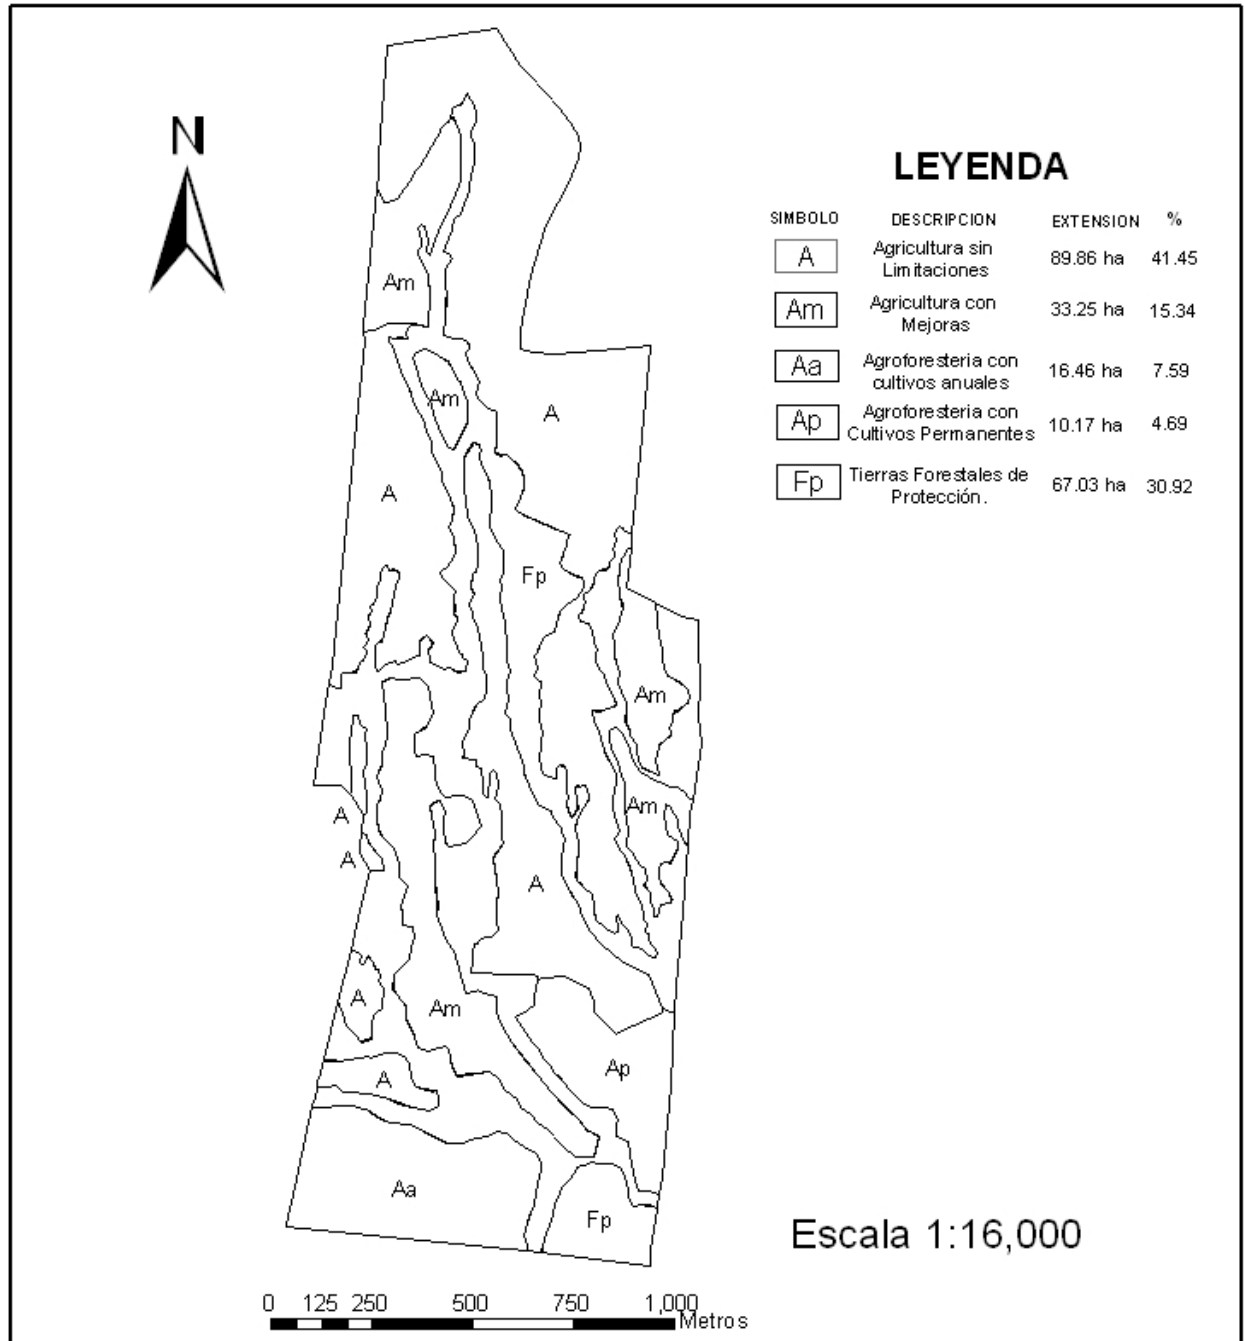 N
LEYENDA
SIMBOLO DESCRIPCION EXTENSION %
A Agricultura sin Limitaciones 89.86 ha 41.45
Am Agricultura con Mejoras 33.25 ha 15.34
Aa Agroforesteria con cultivos anuales 16.46 ha 7.59
Ap Agroforesteria con Cultivos Permanentes 10.17 ha 4.69
Fp Tierras Forestales de Protección. 67.03 ha 30.92
Am
Am
A
A
Fp
Am
Am
A
A
A
A
Am
Ap
A
Aa
Fp
Escala 1:16,000
0 125 250 500 750 1,000
Metros